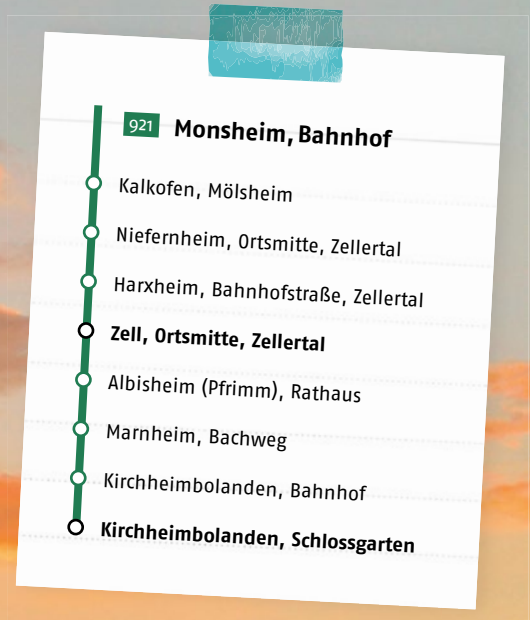 921 Monsheim, Bahnhof
Kalkofen, Mölsheim
Niefernheim, Ortsmitte, Zellertal
Harxheim, Bahnhofstraße, Zellertal
Zell, Ortsmitte, Zellertal
Albisheim (Pfrimm), Rathaus
Marnheim, Bachweg
Kirchheimbolanden, Bahnhof
Kirchheimbolanden, Schlossgarten